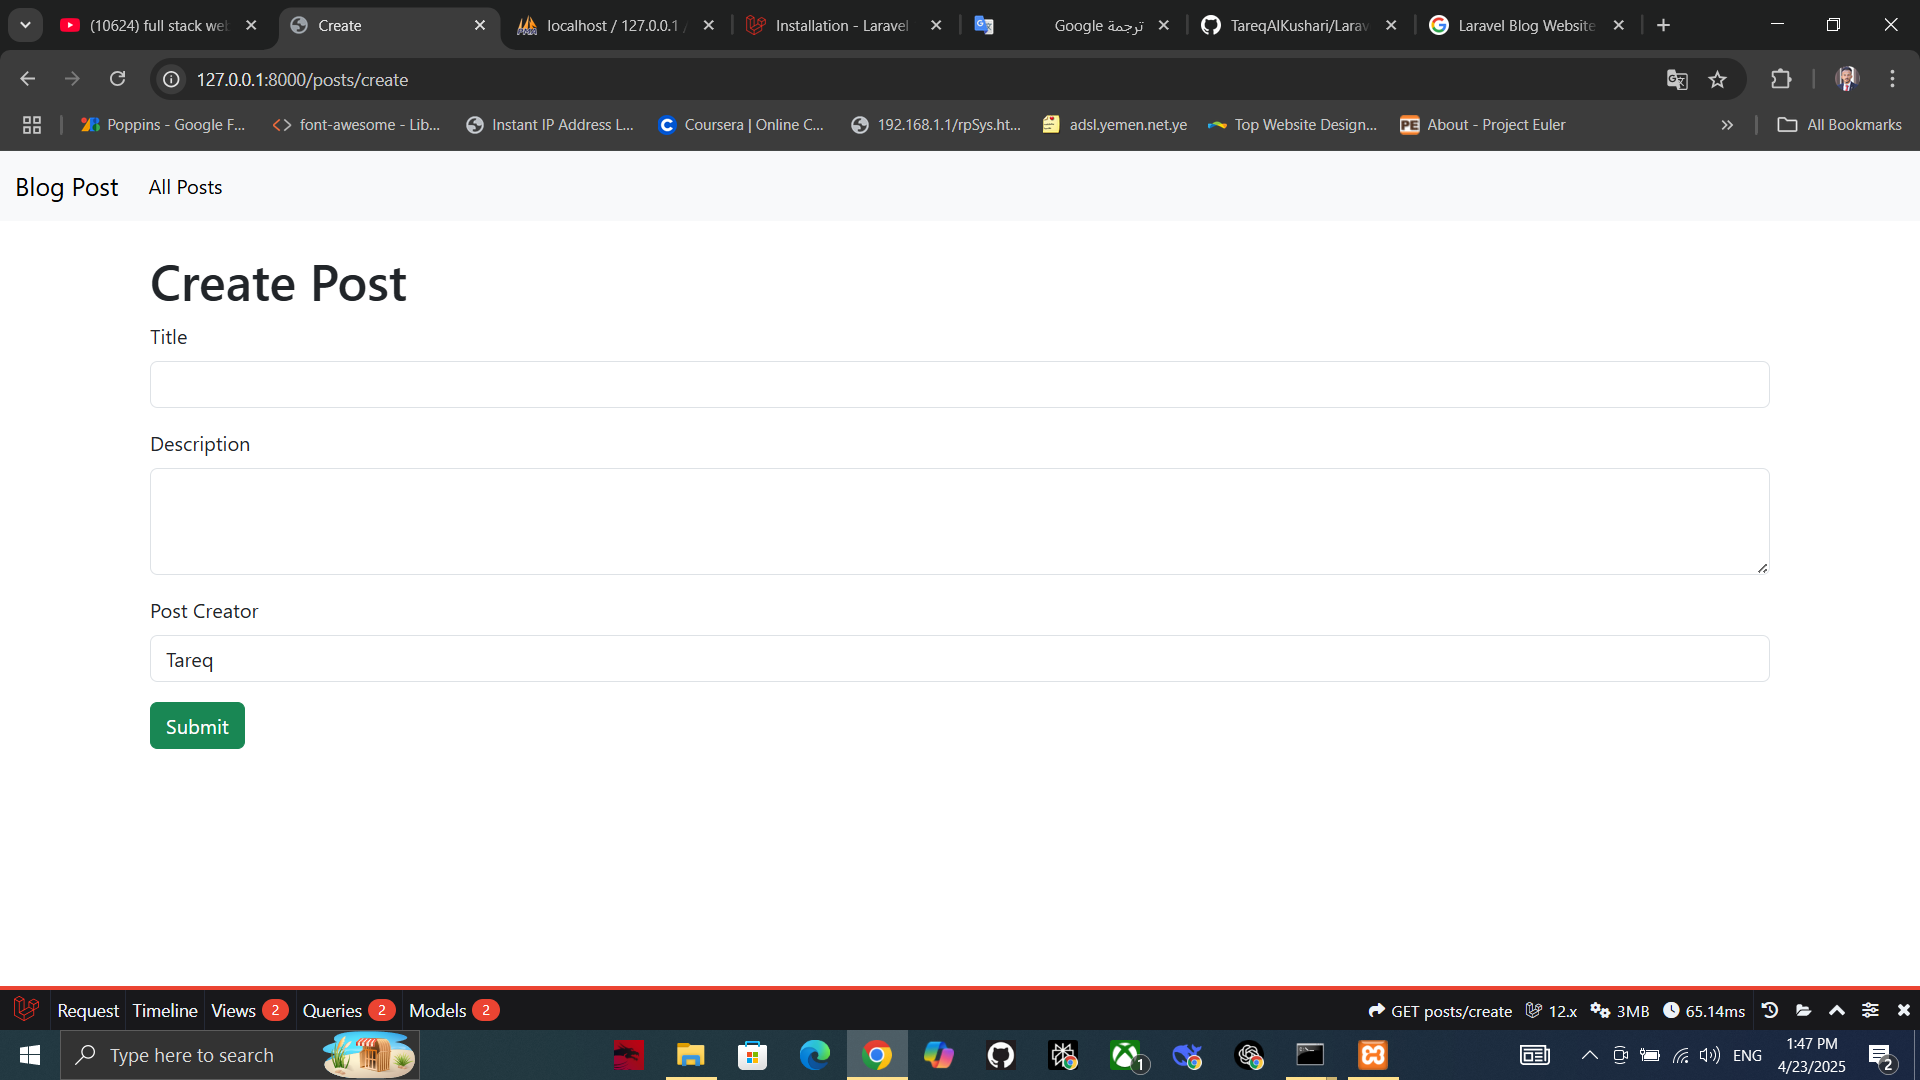 (10624) full stack web
Create
localhost / 127.0.0.1 /
Installation - Laravel
ترجمة Google
TareqAlKushari/Larav
Laravel Blog Website
127.0.0.1:8000/posts/create
Poppins - Google F...
font-awesome - Lib...
Instant IP Address L...
Coursera | Online C...
192.168.1.1/rpSys.ht...
adsl.yemen.net.ye
Top Website Design...
PE
About - Project Euler
All Bookmarks
Blog Post
All Posts
Create Post
Title
Description
Post Creator
Tareq
Submit
Request
Timeline
Views 2
Queries 2
Models 2
GET posts/create
12.x
3MB
65.14ms
Type here to search
1
ENG
1:47 PM
4/23/2025
2